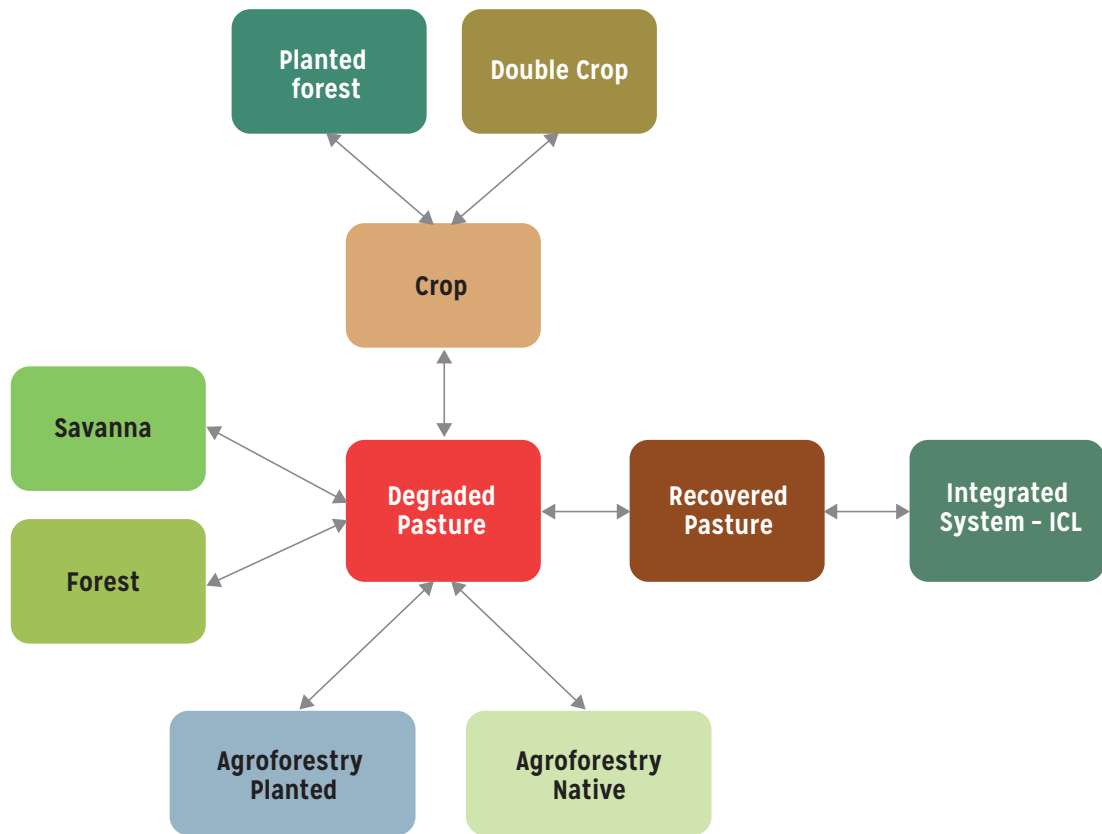 Planted
forest
Double Crop
Crop
Savanna
Forest
Degraded
Pasture
Recovered
Pasture
Integrated
System – ICL
Agroforestry
Planted
Agroforestry
Native